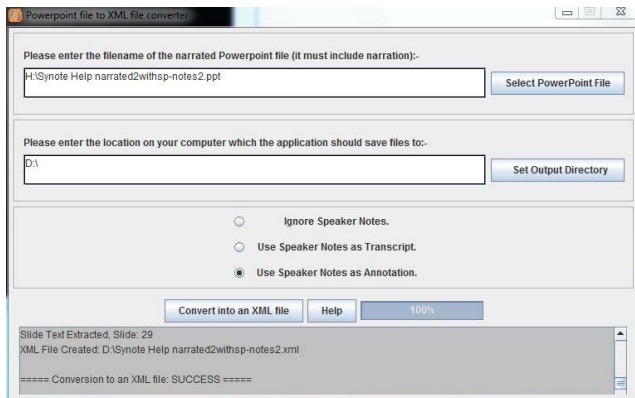 Powerpoint file to XML file converter
Please enter the filename of the narrated Powerpoint file (it must include narration):-
H:\Synote Help narrated2withsp-notes2.ppt
Select PowerPoint File
Please enter the location on your computer which the application should save files to:-
D:\
Set Output Directory
Ignore Speaker Notes.
Use Speaker Notes as Transcript.
Use Speaker Notes as Annotation.
Convert into an XML file Help 100%
Slide Text Extracted, Slide: 29
XML File Created: D:\Synote Help narrated2withsp-notes2.xml
===== Conversion to an XML file: SUCCESS =====